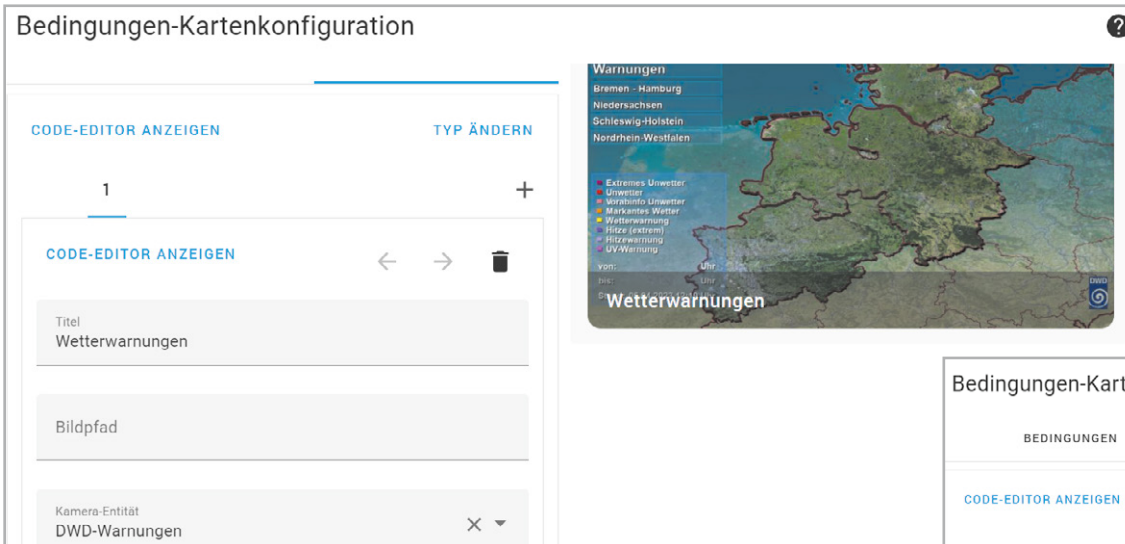 Bedingungen-Kartenkonfiguration
?
CODE-EDITOR ANZEIGEN
TYP ÄNDERN
1
+
CODE-EDITOR ANZEIGEN
Titel
Wetterwarnungen
Bildpfad
Kamera-Entität
DWD-Warnungen
Warnungen
Bremen - Hamburg
Niedersachsen
Schleswig-Holstein
Nordrhein-Westfalen
Extremes Unwetter
Unwetter
Vorabinfo Unwetter
Markantes Wetter
Wetterwarnung
Hitze (extrem)
Hitzewarnung
UV-Warnung
von: Uhr
bis: Uhr
Wetterwarnungen
DWD
Bedingungen-Kart
BEDINGUNGEN
CODE-EDITOR ANZEIGEN